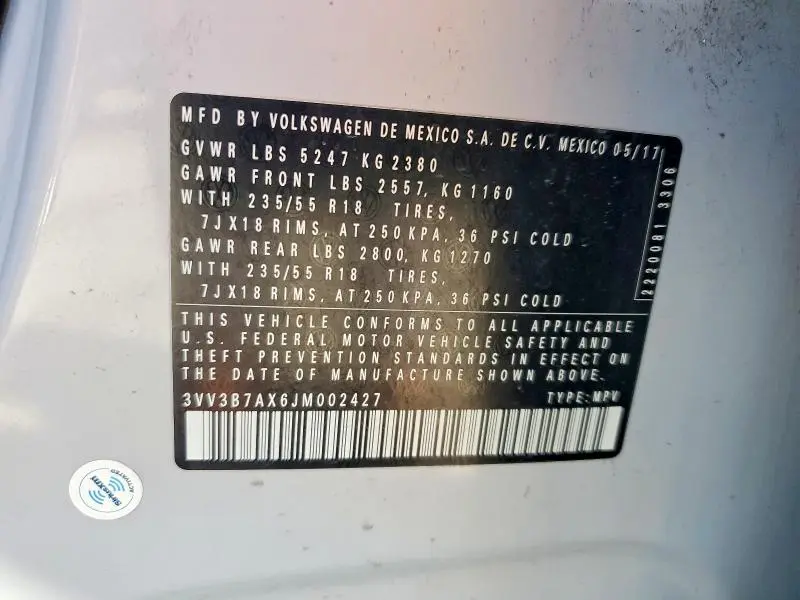 MFD BY VOLKSWAGEN DE MEXICO S.A. DE C.V. MEXICO 05/17
GVWR LBS 5247 KG 2380
GAWR FRONT LBS 2557, KG 1160
WITH 235/55 R18 TIRES,
7JX18 RIMS, AT 250 KPA, 36 PSI COLD
GAWR REAR LBS 2800, KG 1270
WITH 235/55 R18 TIRES,
7JX18 RIMS, AT 250 KPA, 36 PSI COLD
2220081 3306
THIS VEHICLE CONFORMS TO ALL APPLICABLE
U.S. FEDERAL MOTOR VEHICLE SAFETY AND
THEFT PREVENTION STANDARDS IN EFFECT ON
THE DATE OF MANUFACTURE SHOWN ABOVE.
3VV3B7AX6JM002427 TYPE: MPV
SiriusXM
ACTIVATED